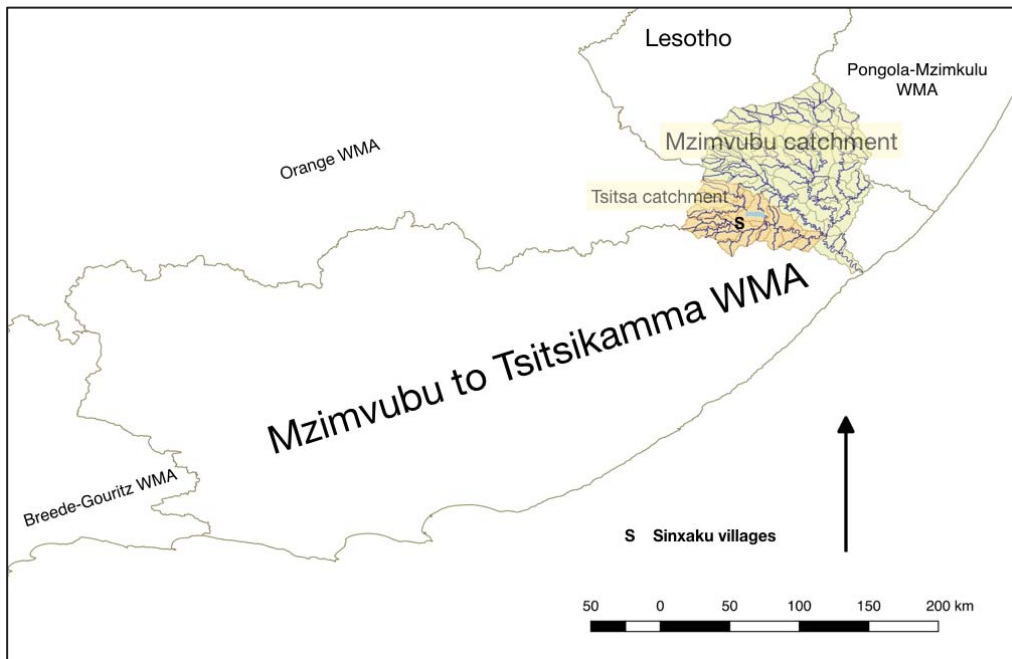 Lesotho
Pongola-Mzimkulu
WMA
Mzimvubu catchment
Orange WMA
Tsitsa catchment
S
Mzimvubu to Tsitsikamma WMA
Breede-Gouritz WMA
S Sinxaku villages
50 0 50 100 150 200 km